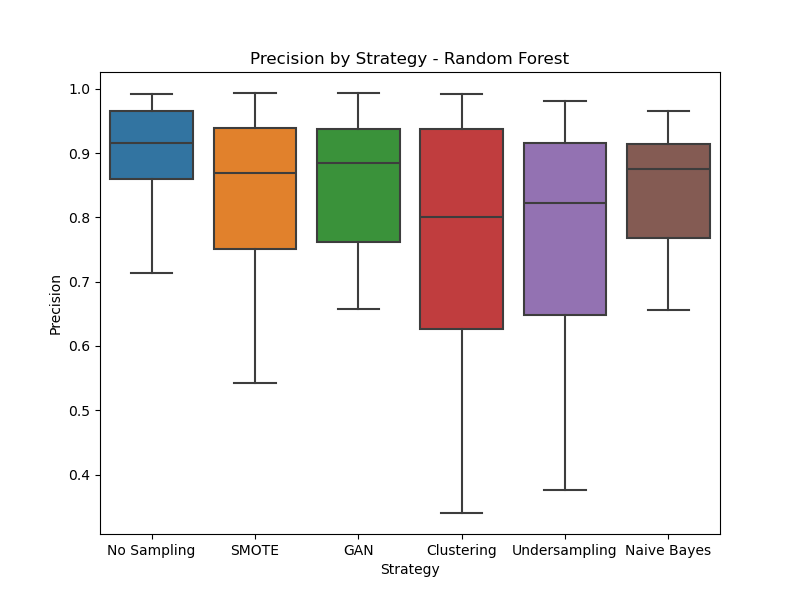 Precision by Strategy - Random Forest
1.0
0.9
0.8
0.7
0.6
0.5
0.4
Precision
No Sampling
SMOTE
GAN
Clustering
Undersampling
Naive Bayes
Strategy